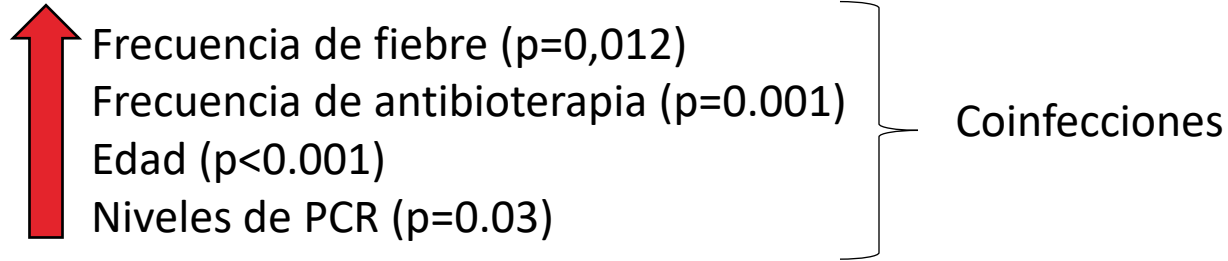 Frecuencia de fiebre (p=0,012)
Frecuencia de antibioterapia (p=0.001)
Edad (p<0.001)
Niveles de PCR (p=0.03)
Coinfecciones